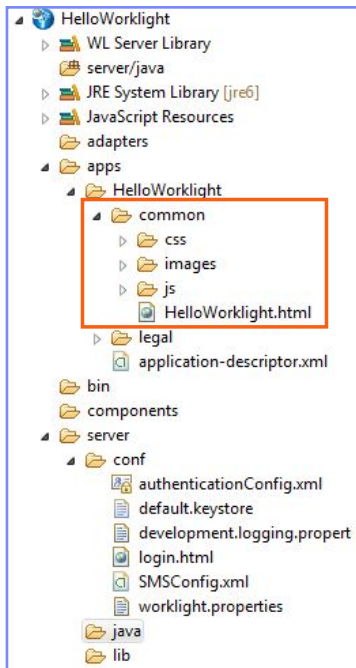 HelloWorklight
WL Server Library
server/java
JRE System Library [jre6]
JavaScript Resources
adapters
apps
HelloWorklight
common
css
images
js
HelloWorklight.html
legal
application-descriptor.xml
bin
components
server
conf
authenticationConfig.xml
default.keystore
development.logging.propert
login.html
SMSConfig.xml
worklight.properties
java
lib